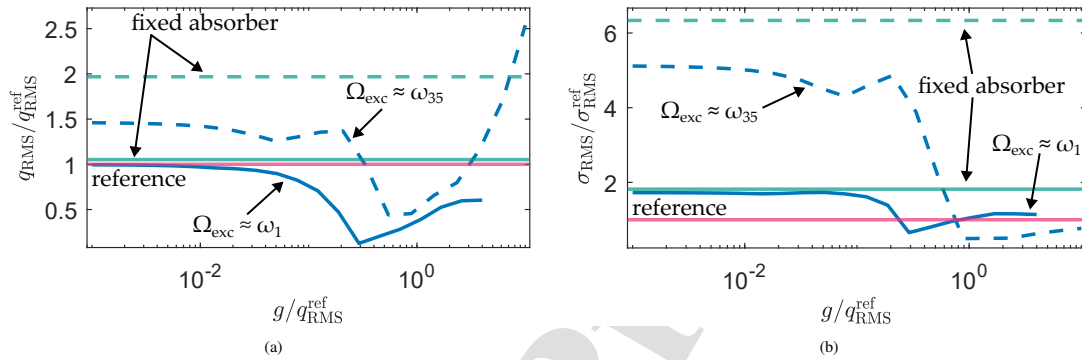 fixed absorber
2.5
2
1.5
1
0.5
q_RMS/q_RMS^ref
Ω_exc ≈ ω_35
reference
Ω_exc ≈ ω_1
10^-2
10^0
g/q_RMS^ref
(a)
6
4
2
σ_RMS/σ_RMS^ref
fixed absorber
Ω_exc ≈ ω_35
Ω_exc ≈ ω_1
reference
10^-2
10^0
g/q_RMS^ref
(b)